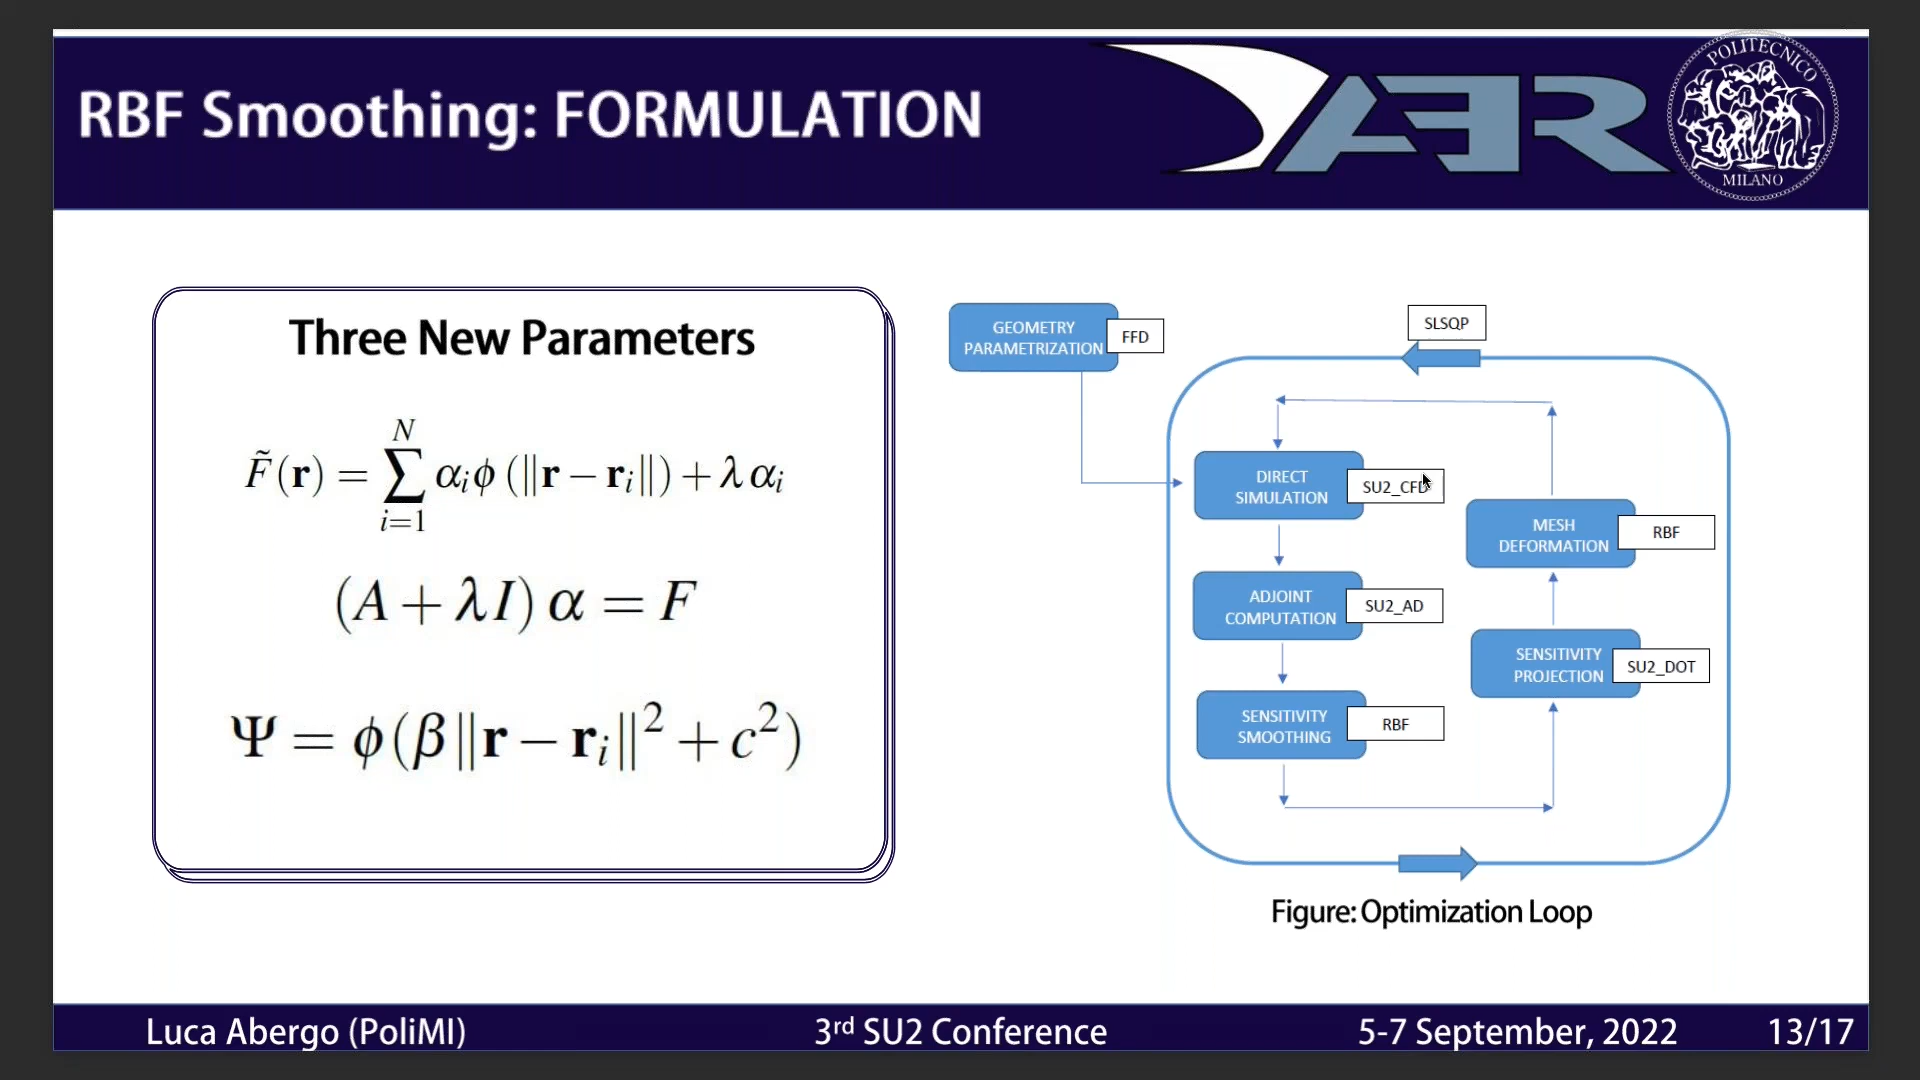 RBF Smoothing: FORMULATION
DAER
POLITECNICO
MILANO
Three New Parameters
F̃(r) = ∑_{i=1}^{N} α_i ϕ (‖r − r_i‖) + λ α_i
(A + λI) α = F
Ψ = ϕ(β‖r − r_i‖² + c²)
GEOMETRY
PARAMETRIZATION
FFD
SLSQP
DIRECT
SIMULATION
SU2_CFD
ADJOINT
COMPUTATION
SU2_AD
SENSITIVITY
SMOOTHING
RBF
SENSITIVITY
PROJECTION
SU2_DOT
MESH
DEFORMATION
RBF
Figure: Optimization Loop
Luca Abergo (PoliMI)
3rd SU2 Conference
5-7 September, 2022
13/17